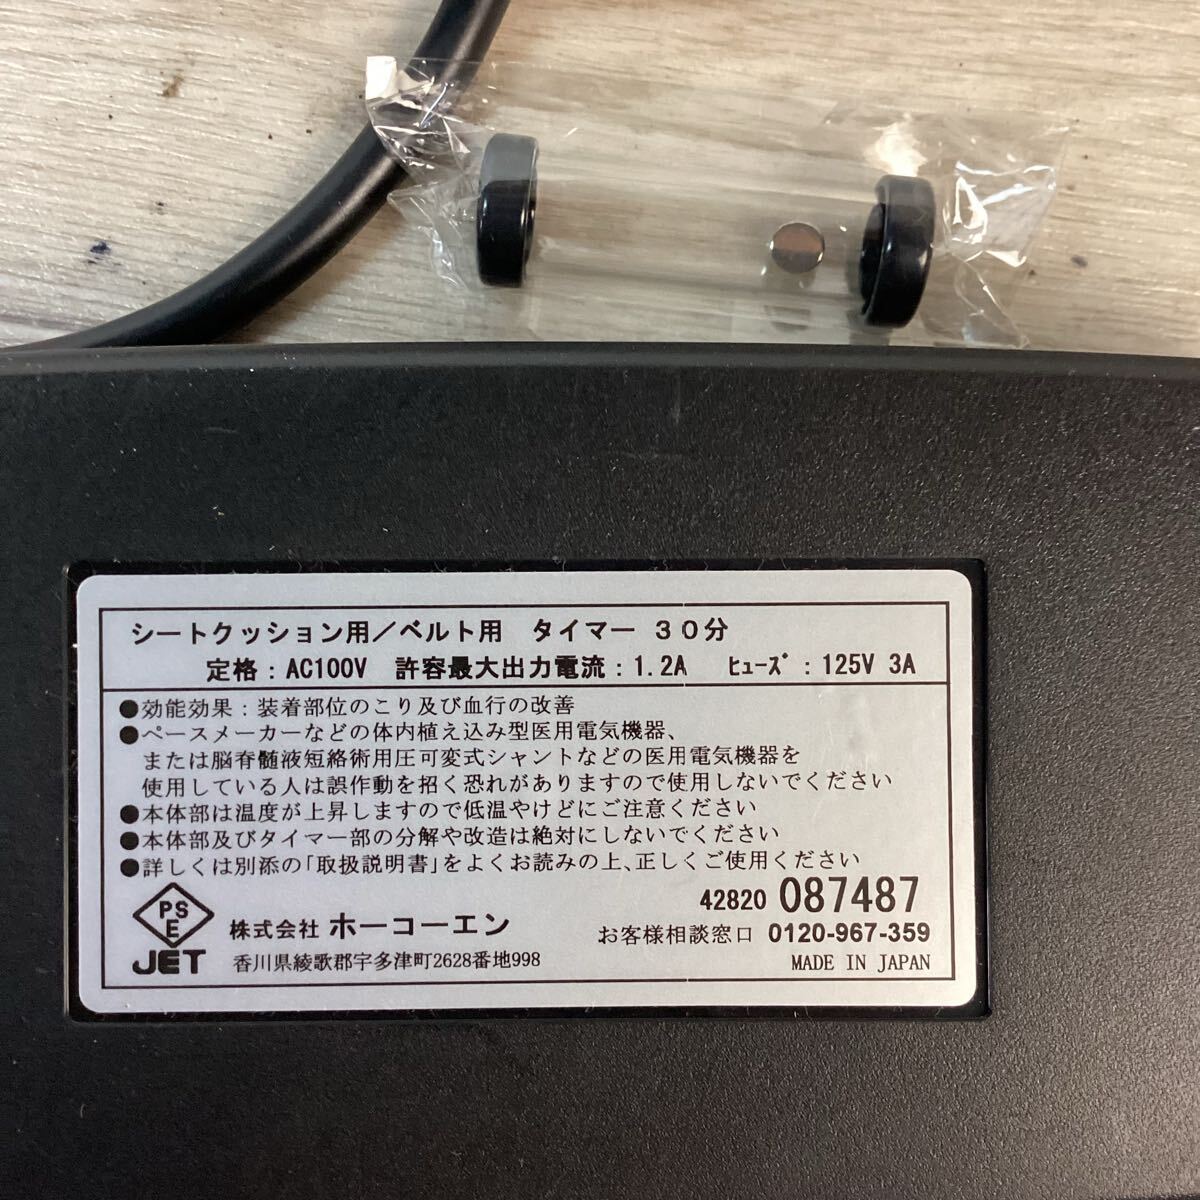 シートクッション用／ベルト用　タイマー ３０分
定格：AC100V　許容最大出力電流：1.2A　ﾋｭｰｽﾞ：125V 3A
●効能効果：装着部位のこり及び血行の改善
●ペースメーカーなどの体内植え込み型医用電気機器、
または脳脊髄液短絡術用圧可変式シャントなどの医用電気機器を
使用している人は誤作動を招く恐れがありますので使用しないでください
●本体部は温度が上昇しますので低温やけどにご注意ください
●本体部及びタイマー部の分解や改造は絶対にしないでください
●詳しくは別添の「取扱説明書」をよくお読みの上、正しくご使用ください
PS
E
JET
42820 087487
株式会社 ホーコーエン
お客様相談窓口 0120-967-359
香川県綾歌郡宇多津町2628番地998
MADE IN JAPAN